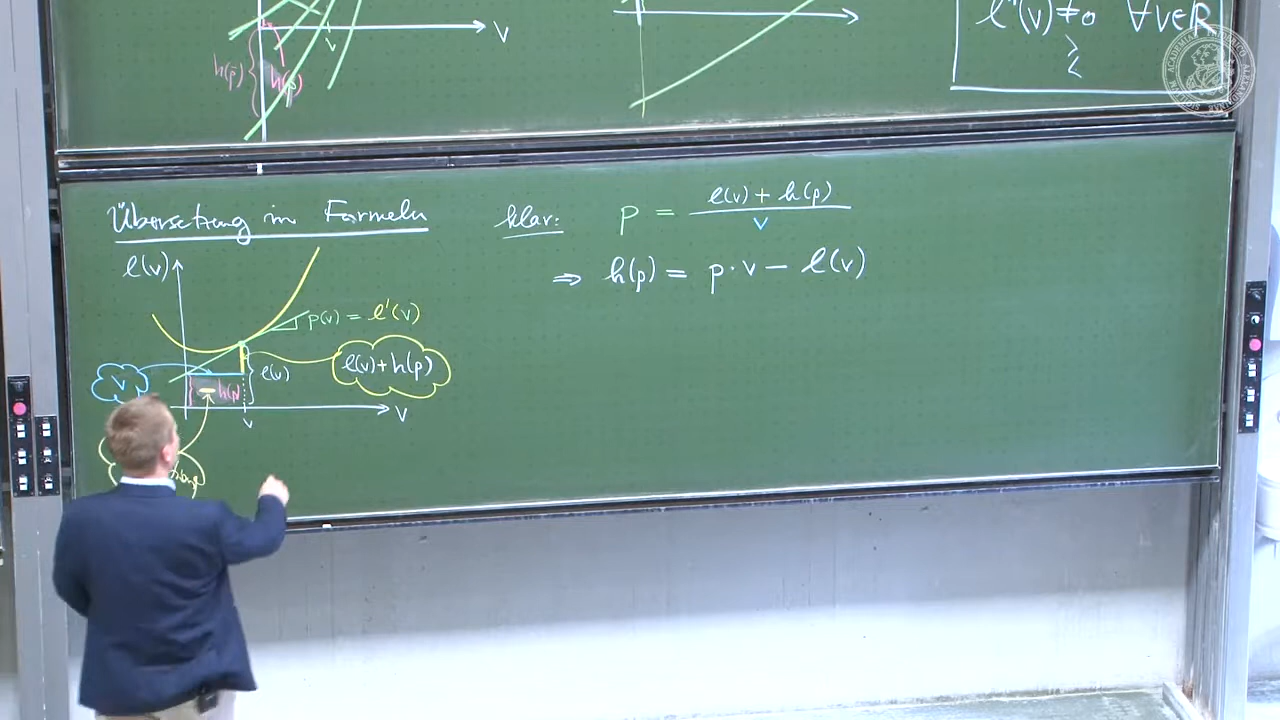 V
v
h(p)
h(p)
ℓ''(v) ≠ 0 ∀v∈ℝ
>
<
Übersetzung in Formeln
klar: p = ℓ(v) + h(p) / v
⇒ h(p) = p · v − ℓ(v)
ℓ(v)
p(v) = ℓ'(v)
ℓ(v)+h(p)
ℓ(v)
v
− h(p)
v
V